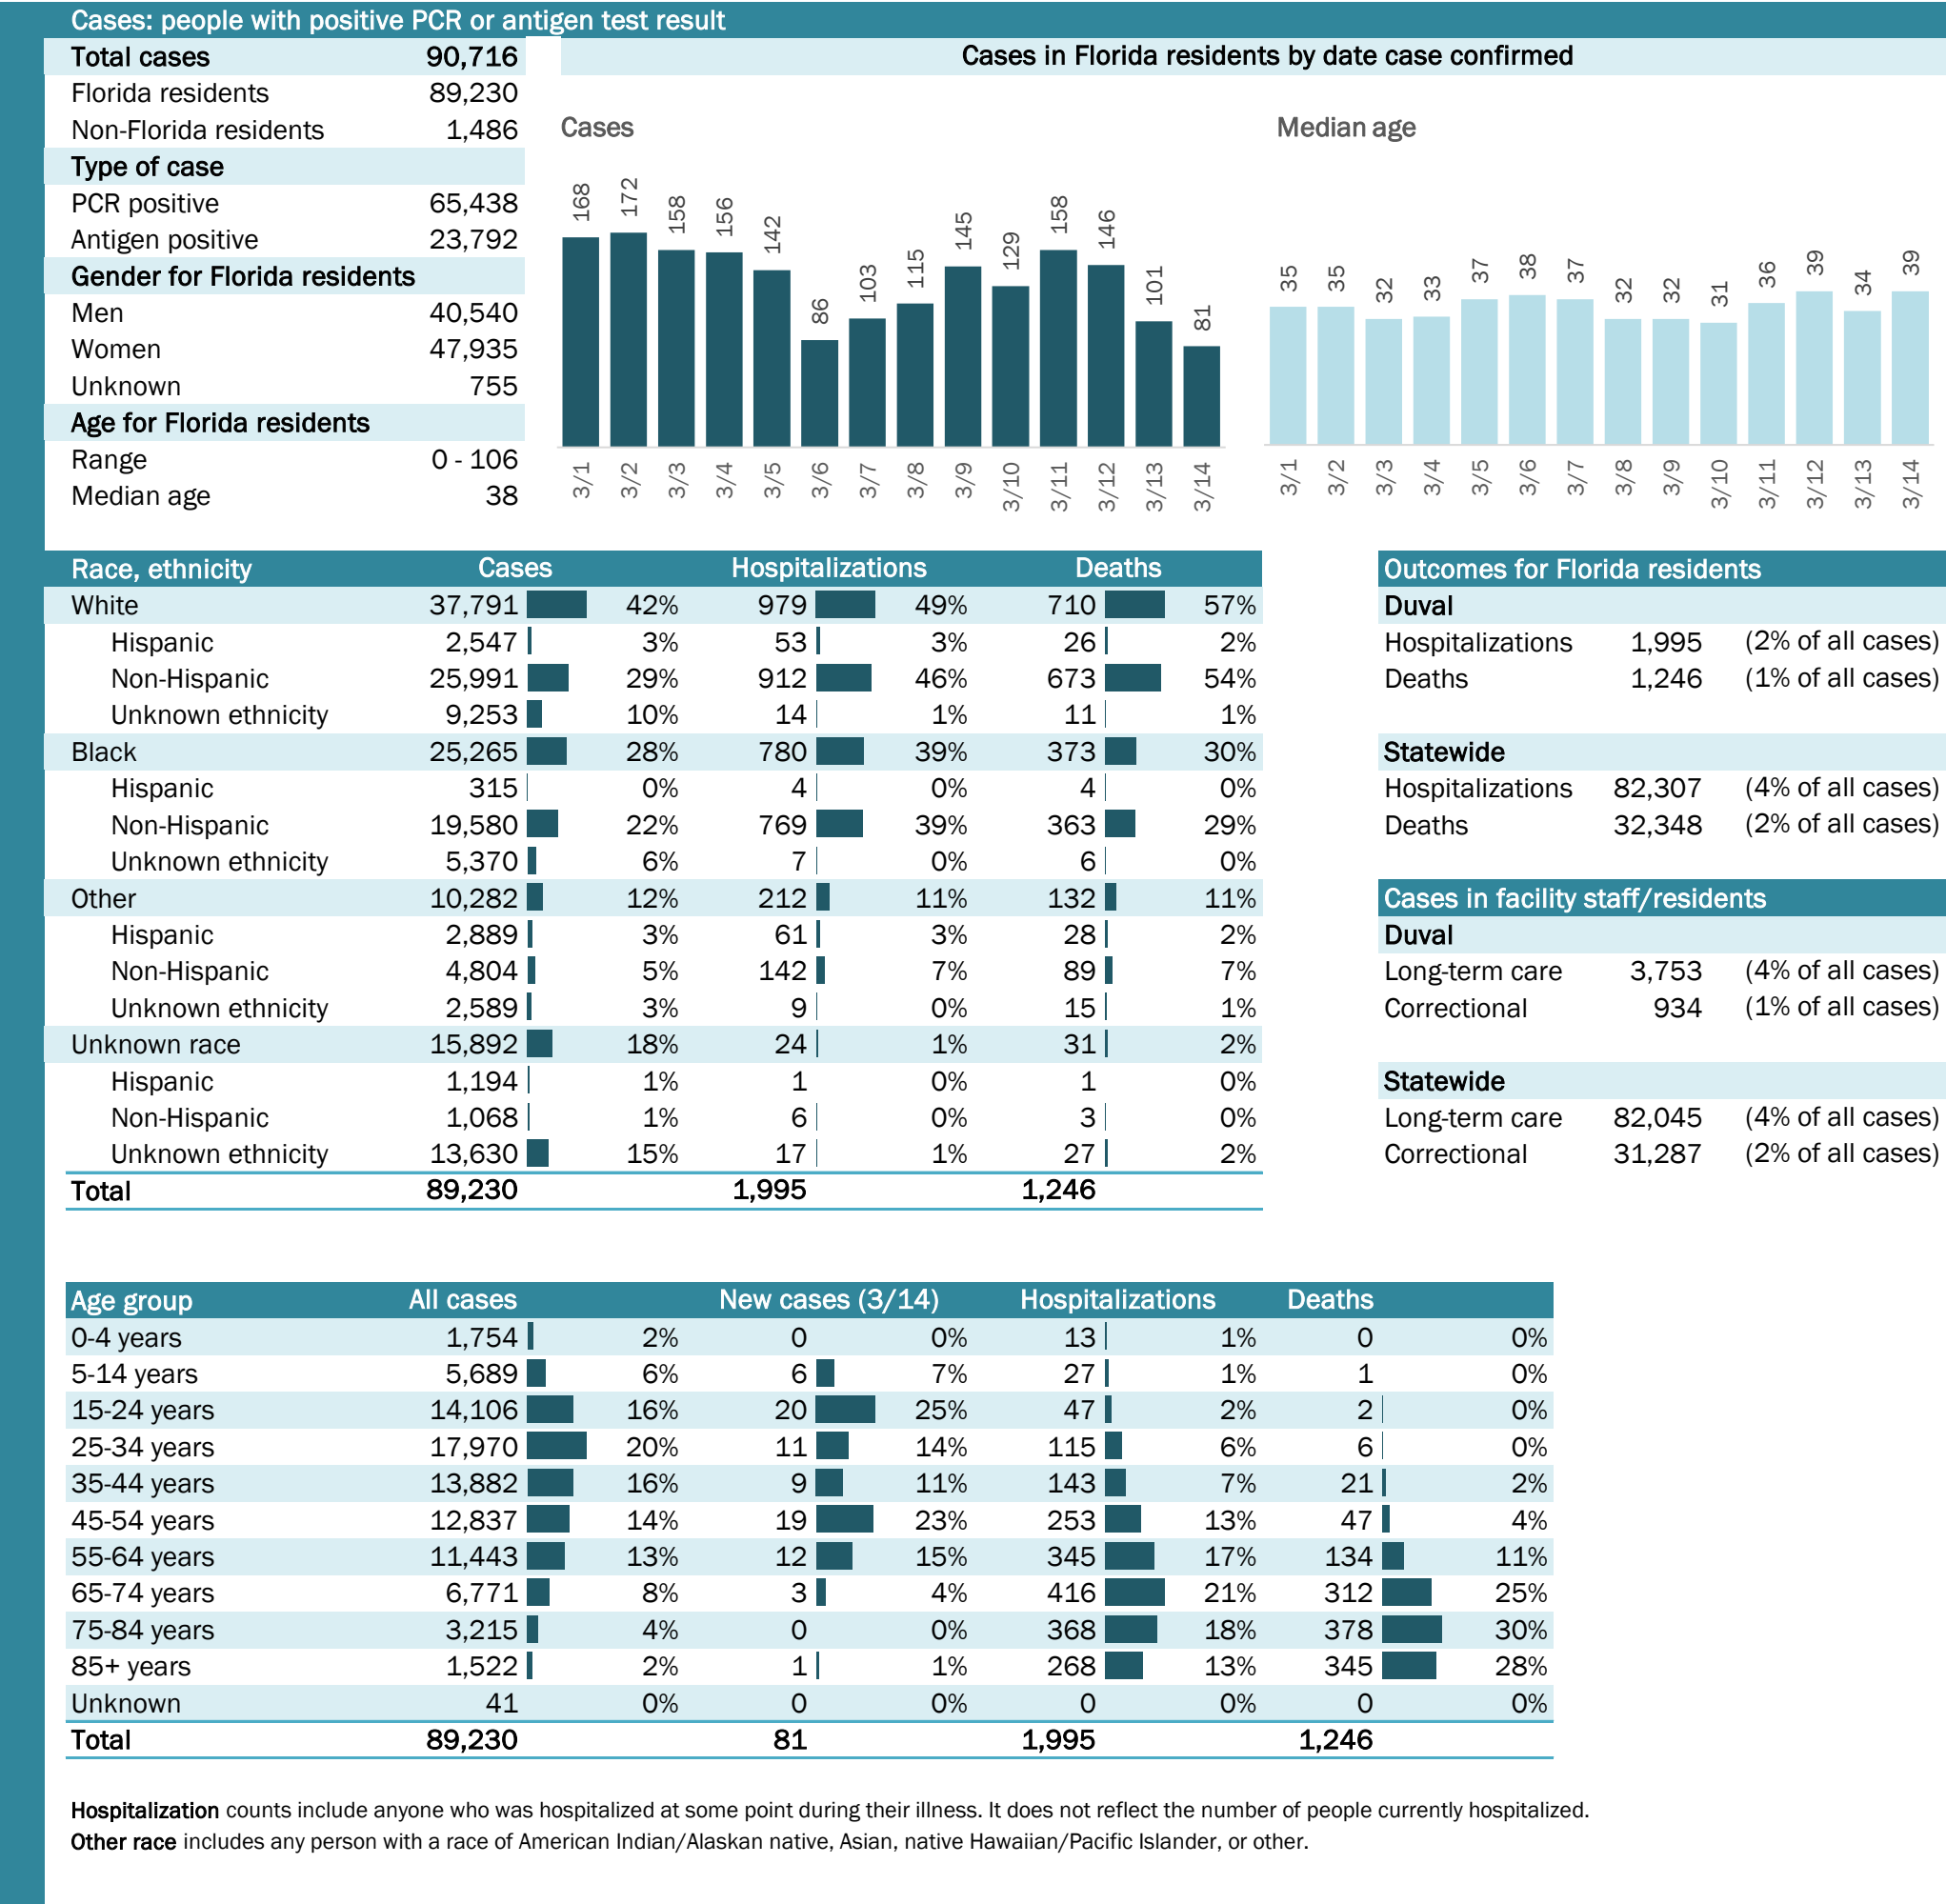 Cases: people with positive PCR or antigen test result
Total cases 90,716
Florida residents 89,230
Non-Florida residents 1,486
Type of case
PCR positive 65,438
Antigen positive 23,792
Gender for Florida residents
Men 40,540
Women 47,935
Unknown 755
Age for Florida residents
Range 0 - 106
Median age 38
Cases in Florida residents by date case confirmed
Cases
168 172 158 156 142 86 103 115 145 129 158 146 101 81
3/1 3/2 3/3 3/4 3/5 3/6 3/7 3/8 3/9 3/10 3/11 3/12 3/13 3/14
Median age
35 35 32 33 37 38 37 32 32 31 36 39 34 39
3/1 3/2 3/3 3/4 3/5 3/6 3/7 3/8 3/9 3/10 3/11 3/12 3/13 3/14
Race, ethnicity Cases Hospitalizations Deaths
White 37,791 42% 979 49% 710 57%
Hispanic 2,547 3% 53 3% 26 2%
Non-Hispanic 25,991 29% 912 46% 673 54%
Unknown ethnicity 9,253 10% 14 1% 11 1%
Black 25,265 28% 780 39% 373 30%
Hispanic 315 0% 4 0% 4 0%
Non-Hispanic 19,580 22% 769 39% 363 29%
Unknown ethnicity 5,370 6% 7 0% 6 0%
Other 10,282 12% 212 11% 132 11%
Hispanic 2,889 3% 61 3% 28 2%
Non-Hispanic 4,804 5% 142 7% 89 7%
Unknown ethnicity 2,589 3% 9 0% 15 1%
Unknown race 15,892 18% 24 1% 31 2%
Hispanic 1,194 1% 1 0% 1 0%
Non-Hispanic 1,068 1% 6 0% 3 0%
Unknown ethnicity 13,630 15% 17 1% 27 2%
Total 89,230 1,995 1,246
Outcomes for Florida residents
Duval
Hospitalizations 1,995 (2% of all cases)
Deaths 1,246 (1% of all cases)
Statewide
Hospitalizations 82,307 (4% of all cases)
Deaths 32,348 (2% of all cases)
Cases in facility staff/residents
Duval
Long-term care 3,753 (4% of all cases)
Correctional 934 (1% of all cases)
Statewide
Long-term care 82,045 (4% of all cases)
Correctional 31,287 (2% of all cases)
Age group All cases New cases (3/14) Hospitalizations Deaths
0-4 years 1,754 2% 0 0% 13 1% 0 0%
5-14 years 5,689 6% 6 7% 27 1% 1 0%
15-24 years 14,106 16% 20 25% 47 2% 2 0%
25-34 years 17,970 20% 11 14% 115 6% 6 0%
35-44 years 13,882 16% 9 11% 143 7% 21 2%
45-54 years 12,837 14% 19 23% 253 13% 47 4%
55-64 years 11,443 13% 12 15% 345 17% 134 11%
65-74 years 6,771 8% 3 4% 416 21% 312 25%
75-84 years 3,215 4% 0 0% 368 18% 378 30%
85+ years 1,522 2% 1 1% 268 13% 345 28%
Unknown 41 0% 0 0% 0 0% 0 0%
Total 89,230 81 1,995 1,246
Hospitalization counts include anyone who was hospitalized at some point during their illness. It does not reflect the number of people currently hospitalized.
Other race includes any person with a race of American Indian/Alaskan native, Asian, native Hawaiian/Pacific Islander, or other.